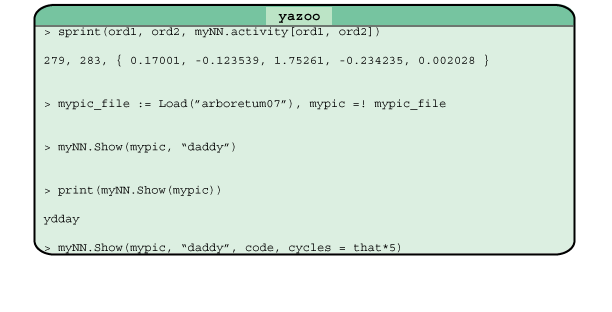 yazoo
> sprint(ord1, ord2, myNN.activity[ord1, ord2])
279, 283, { 0.17001, -0.123539, 1.75261, -0.234235, 0.002028 }
> mypic_file := Load(”arboretum07”), mypic =! mypic_file
> myNN.Show(mypic, “daddy”)
> print(myNN.Show(mypic))
ydday
> myNN.Show(mypic, “daddy”, code, cycles = that*5)